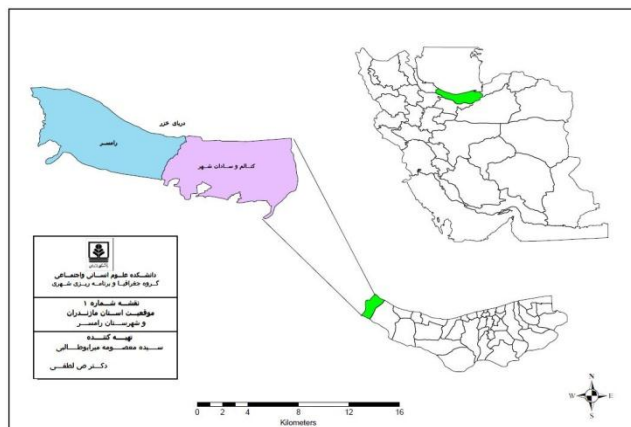 دریای خزر
رامسر
کتالم و سادات شهر
دانشکده علوم انسانی واجتماعی
گروه جغرافیا و برنامه ریزی شهری
نقشه شماره ۱
موقعیت استان مازندران
و شهرستان رامسر
تهیه کننده
سیده معصومه میرابوطالبی
دکتر ص لطفی
N
W E
S
0 1 2 4 8 12 16
Kilometers